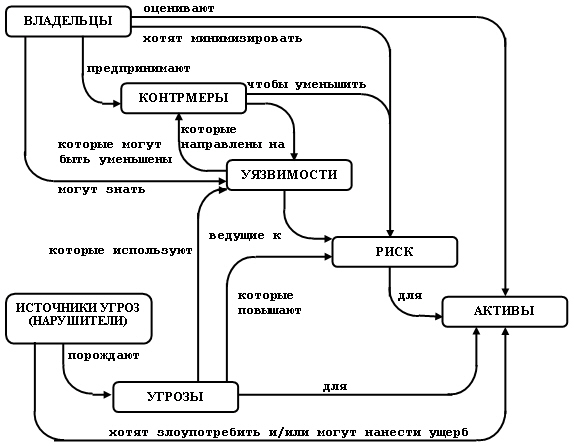 ВЛАДЕЛЬЦЫ
оценивают
хотят минимизировать
предпринимают
КОНТРМЕРЫ
чтобы уменьшить
которые могут
быть уменьшены
которые
направлены на
УЯЗВИМОСТИ
могут знать
которые используют
ведущие к
РИСК
которые
повышают
для
ИСТОЧНИКИ УГРОЗ
(НАРУШИТЕЛИ)
АКТИВЫ
порождают
УГРОЗЫ
для
хотят злоупотребить и/или могут нанести ущерб